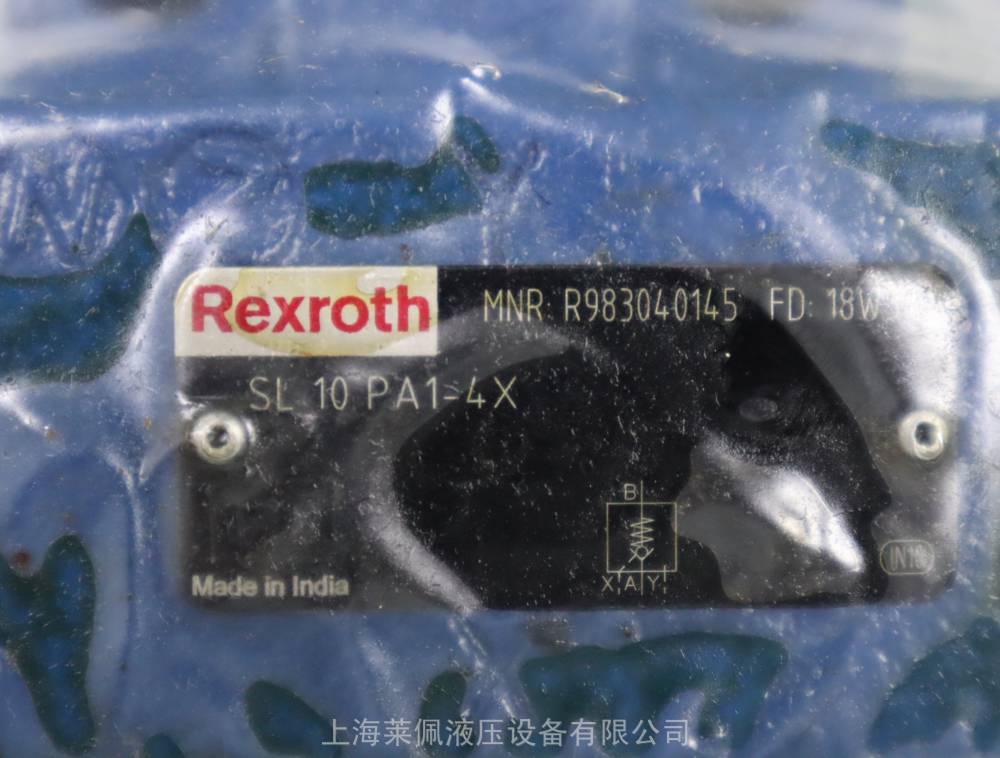 Rexroth MNR: R983040145 FD: 18W
SL 10 PA1-4X
B
X A Y
Made in India
上海莱佩液压设备有限公司